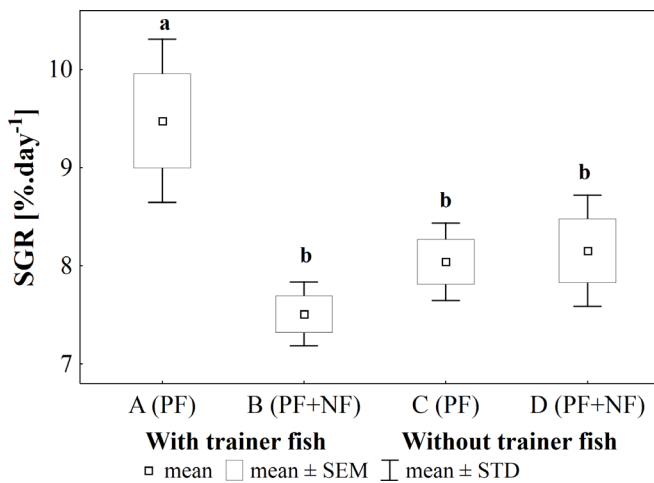 a
10
9
b
b
b
8
7
SGR [%.day-1]
A (PF) B (PF+NF) C (PF) D (PF+NF)
With trainer fish Without trainer fish
mean mean ± SEM mean ± STD